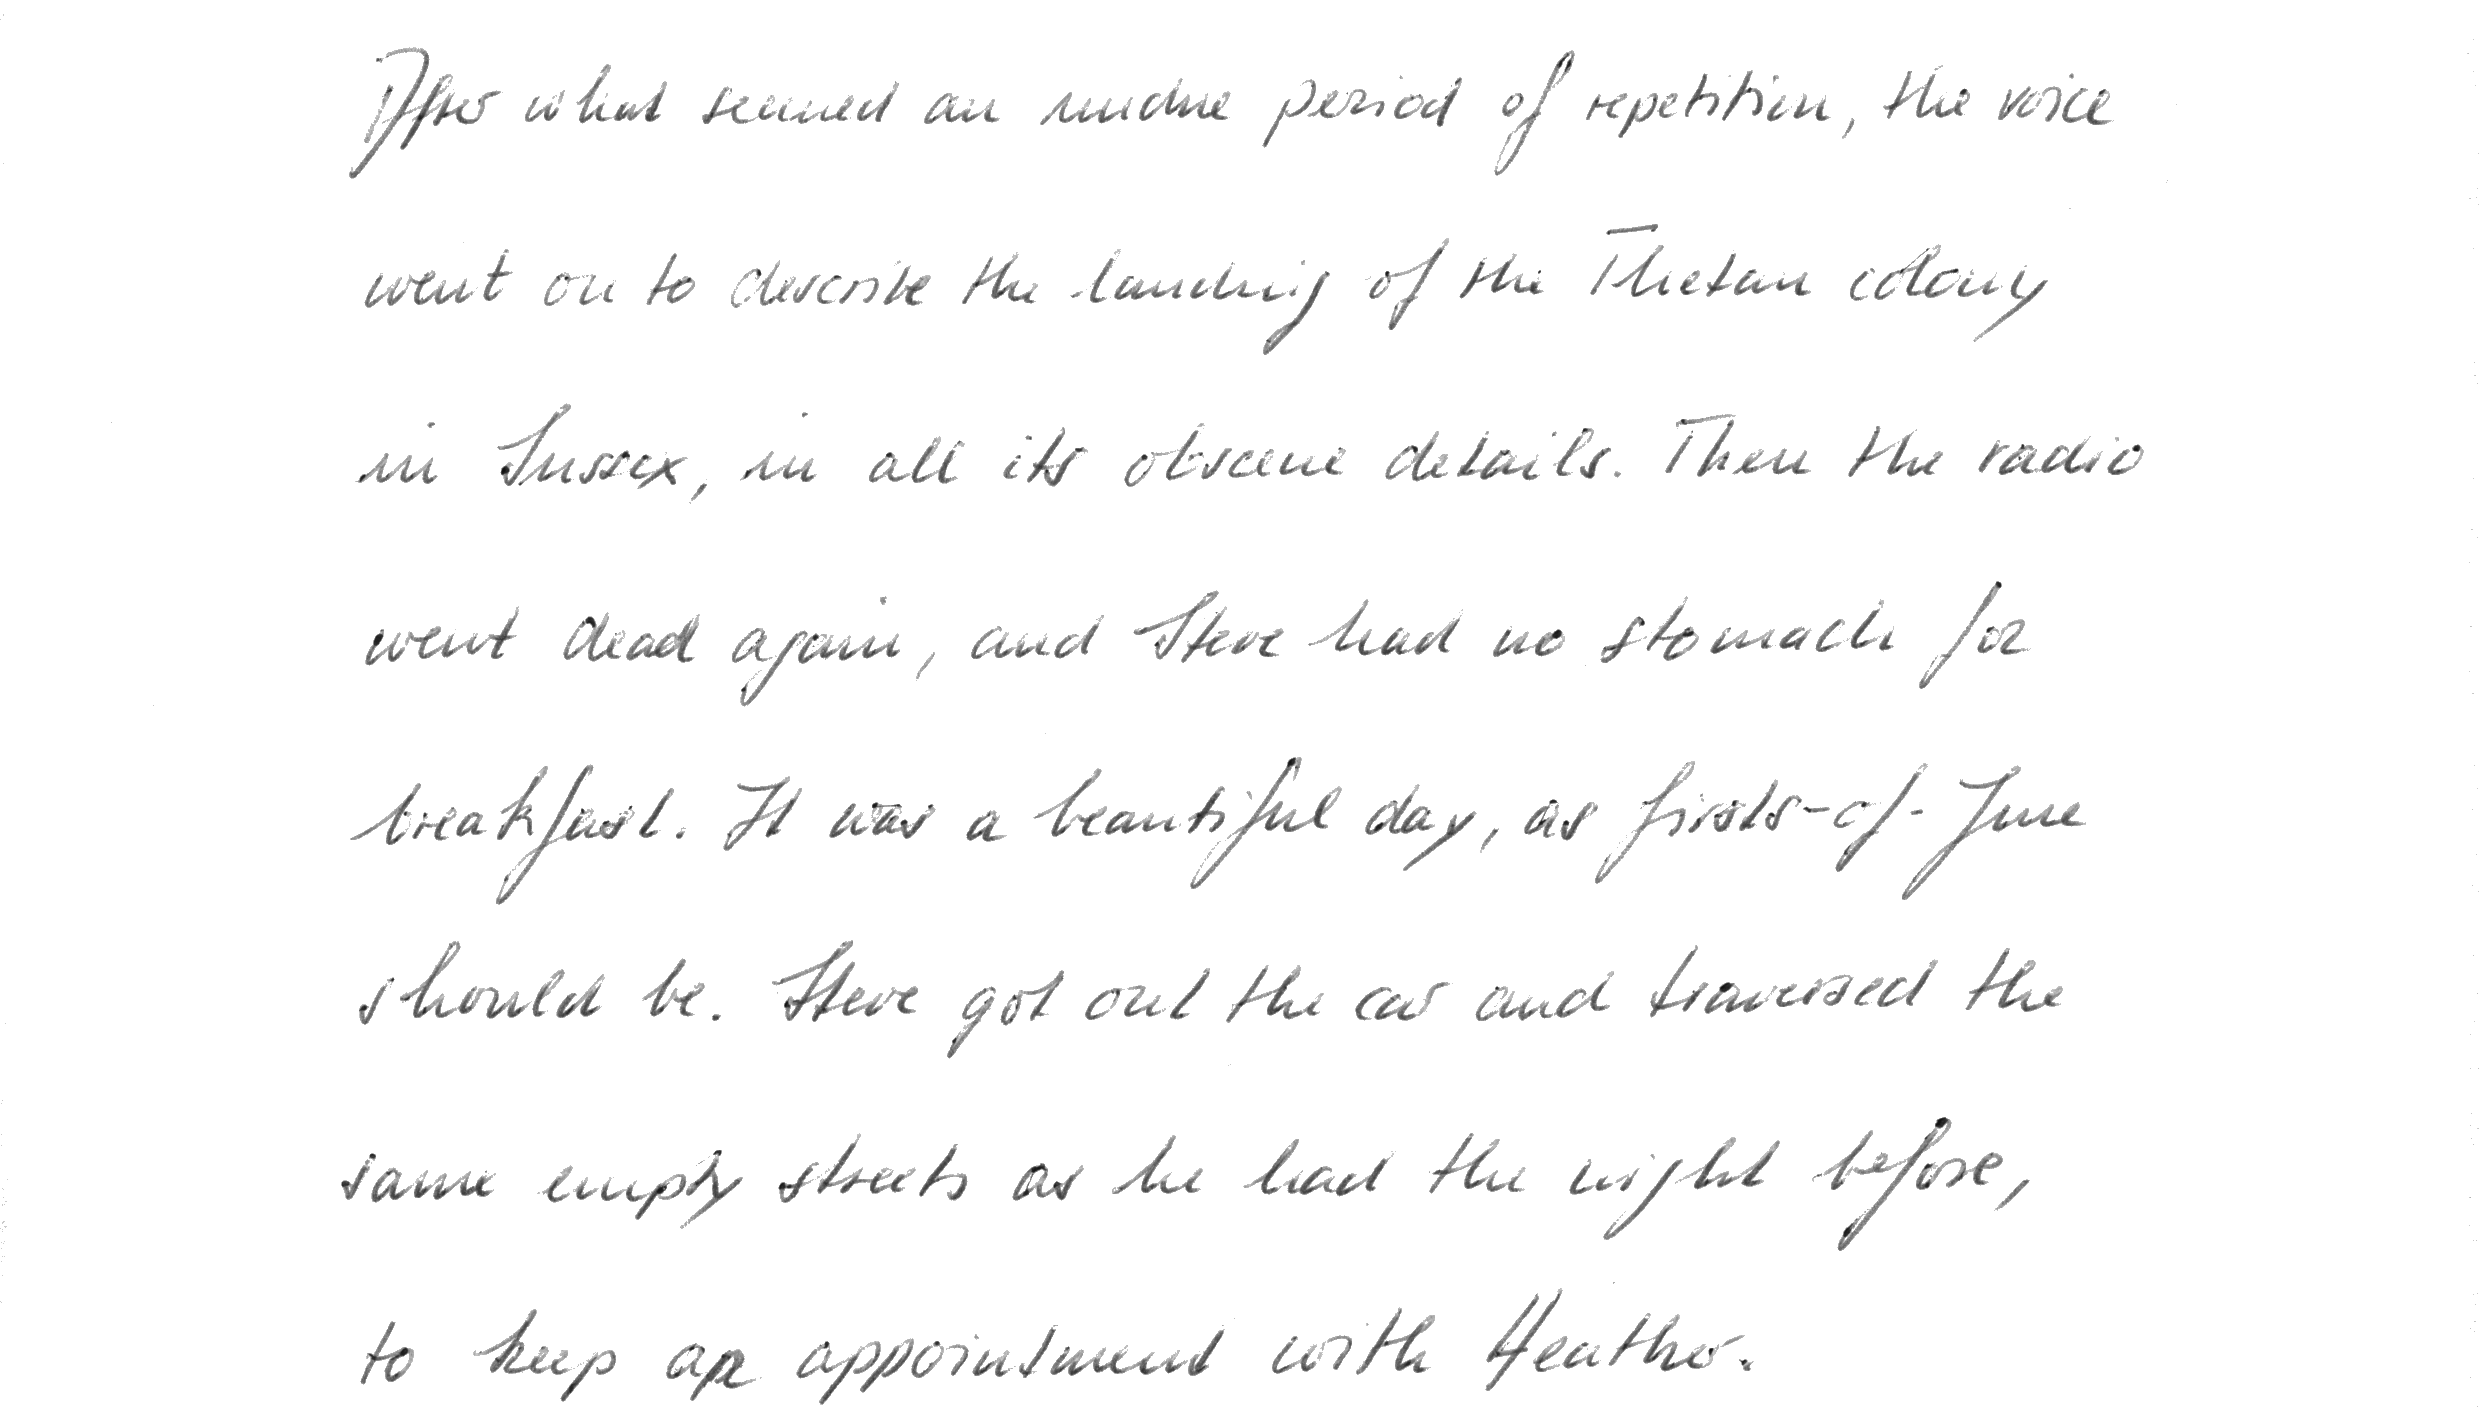 After what seemed an undue period of repetition, the voice
went on to describe the landing of the Thetan colony
in Sussex, in all its obscene details. Then the radio
went dead again, and Steve had no stomach for
breakfast. It was a beautiful day, as firsts-of-June
should be. Steve got out the car and traversed the
same empty streets as he had the night before,
to keep an appointment with Heather.